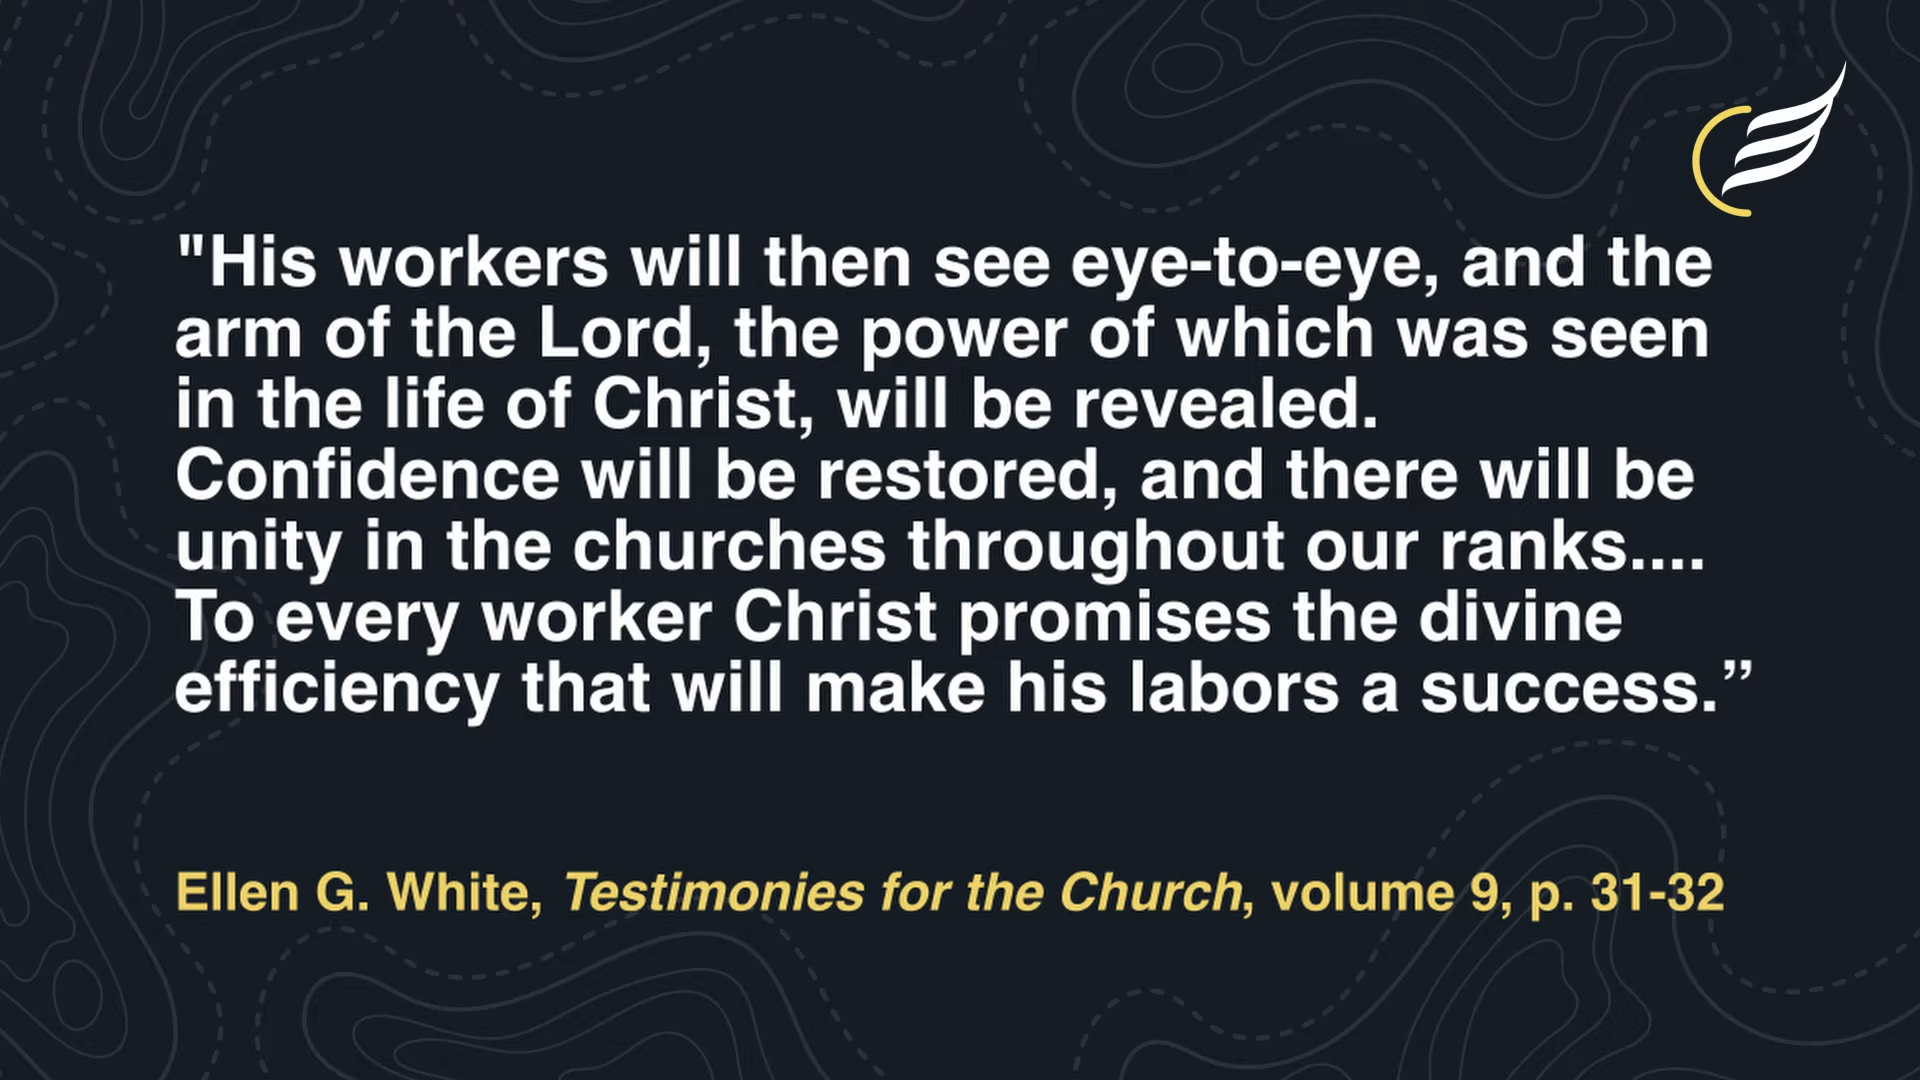 "His workers will then see eye-to-eye, and the
arm of the Lord, the power of which was seen
in the life of Christ, will be revealed.
Confidence will be restored, and there will be
unity in the churches throughout our ranks....
To every worker Christ promises the divine
efficiency that will make his labors a success.”
Ellen G. White, Testimonies for the Church, volume 9, p. 31-32